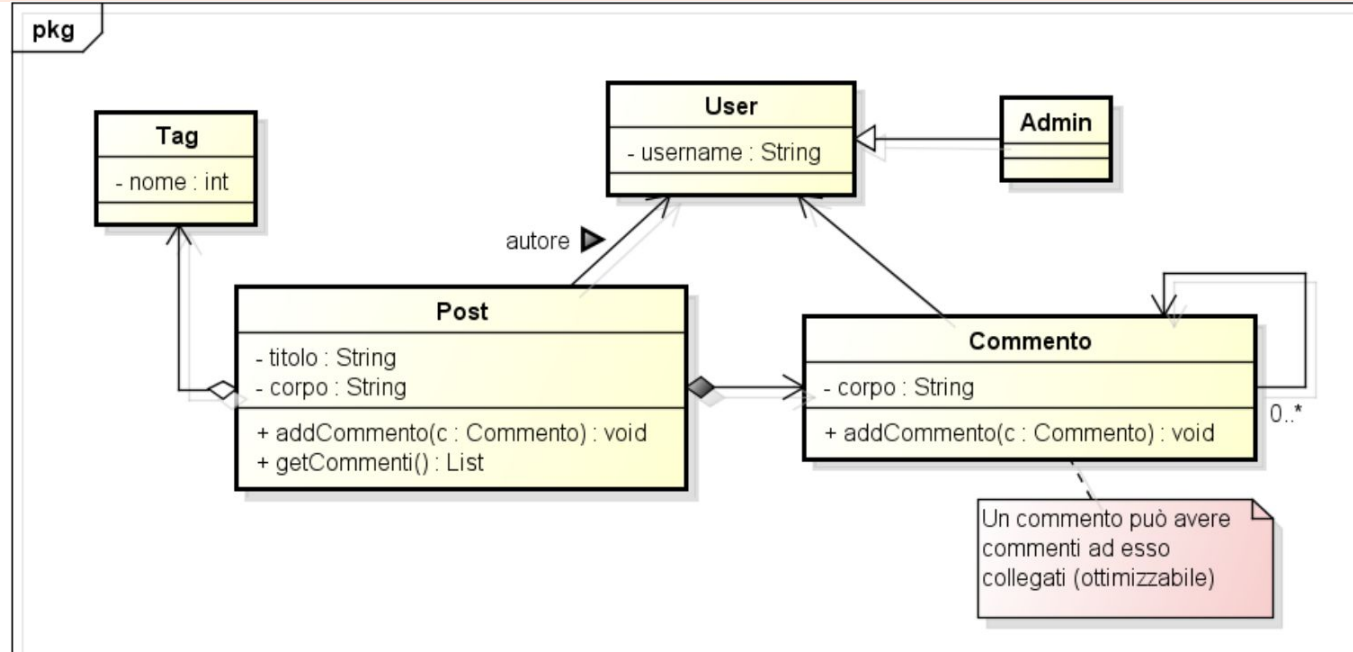 pkg
Tag
- nome : int
User
- username : String
Admin
autore
Post
- titolo : String
- corpo : String
+ addCommento(c : Commento) : void
+ getCommenti() : List
Commento
- corpo : String
+ addCommento(c : Commento) : void
0..*
Un commento può avere
commenti ad esso
collegati (ottimizzabile)